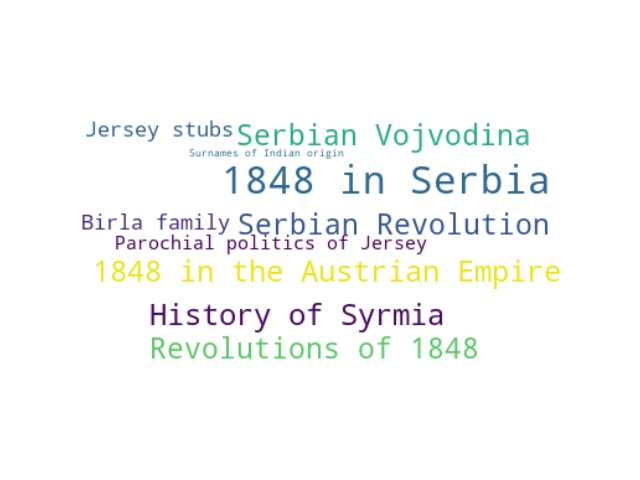 Jersey stubs
Serbian Vojvodina
Surnames of Indian origin
1848 in Serbia
Birla family
Serbian Revolution
Parochial politics of Jersey
1848 in the Austrian Empire
History of Syrmia
Revolutions of 1848